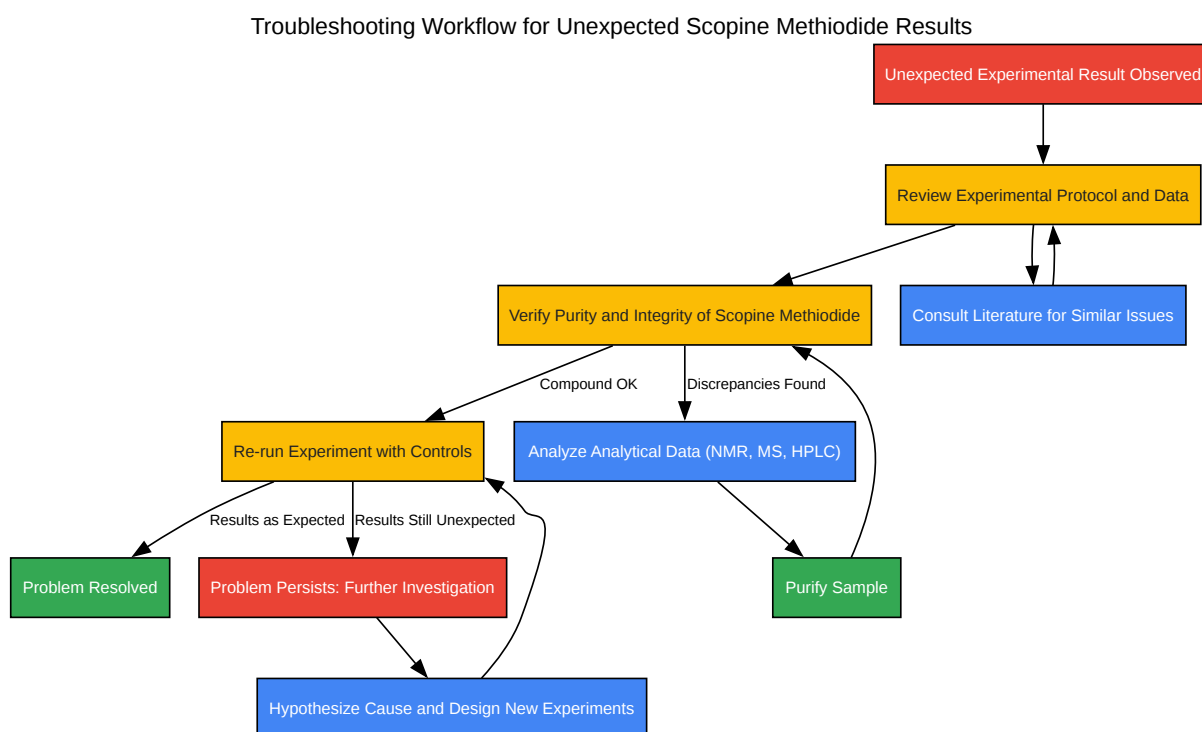 Troubleshooting Workflow for Unexpected Scopine Methiodide Results
Unexpected Experimental Result Observed
Review Experimental Protocol and Data
Verify Purity and Integrity of Scopine Methiodide
Consult Literature for Similar Issues
Compound OK
Discrepancies Found
Re-run Experiment with Controls
Analyze Analytical Data (NMR, MS, HPLC)
Results as Expected
Results Still Unexpected
Problem Resolved
Problem Persists: Further Investigation
Purify Sample
Hypothesize Cause and Design New Experiments